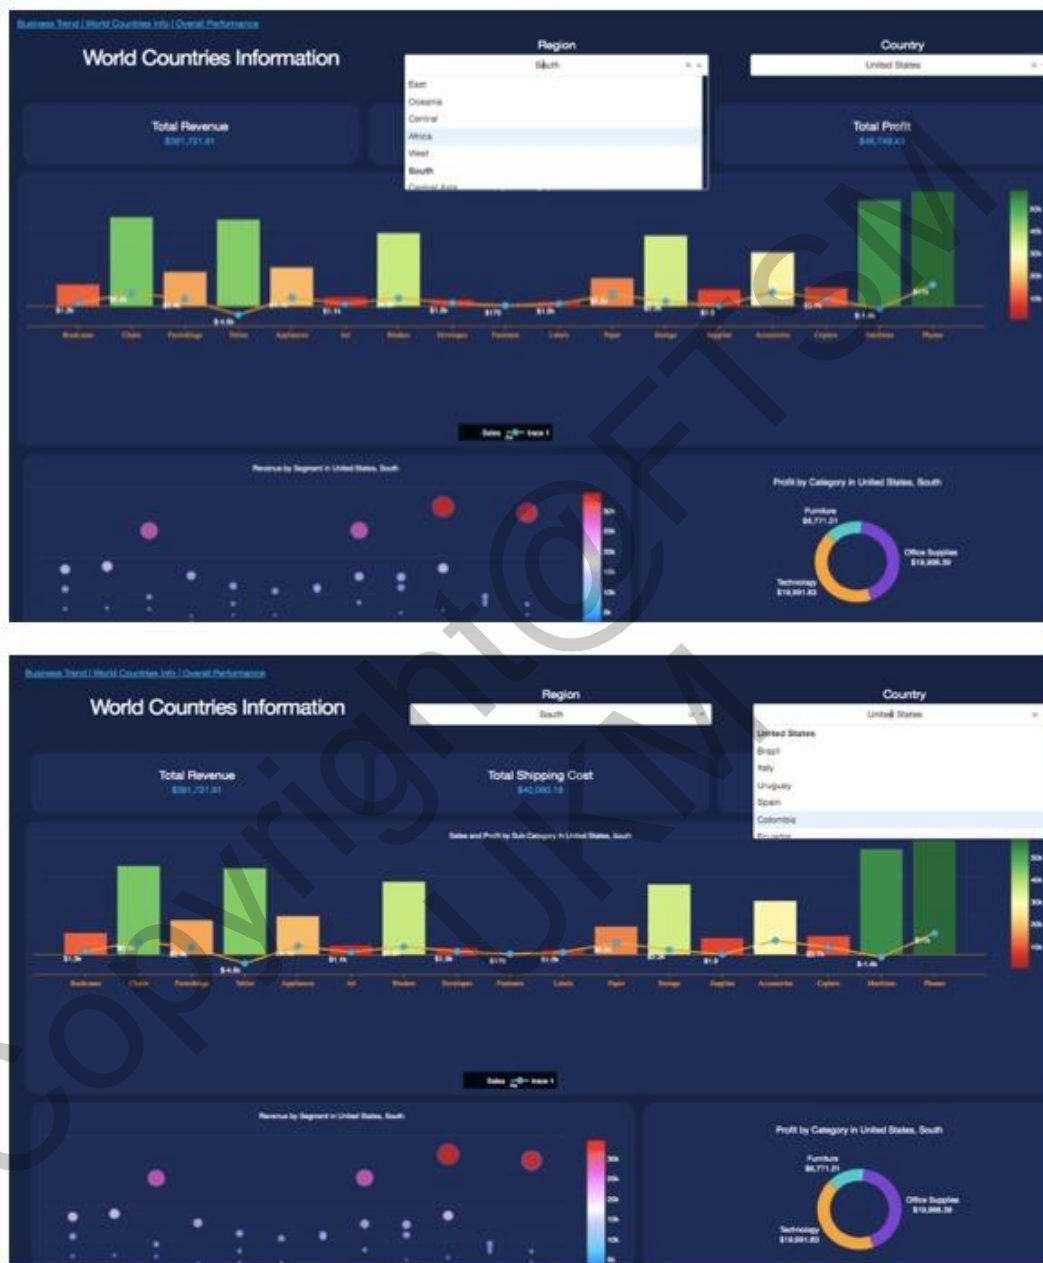 Business Trend | World Countries Info | Overall Performance
World Countries Information
Region
South
Country
United States
East
Oceania
Central
Africa
West
South
Central Asia
Total Revenue
$391,721.91
Total Profit
Bookcases Chairs Furnishings Tables Appliances Art Binders Envelopes Fasteners Labels Paper Storage Supplies Accessories Copiers Machines Phones
Sales trace 1
Revenue by Segment in United States, South
Profit by Category in United States, South
Furniture
$6,771.21
Office Supplies
$19,986.39
Technology
$19,991.83
Business Trend | World Countries Info | Overall Performance
World Countries Information
Region
South
Country
United States
United States
Brazil
Italy
Uruguay
Spain
Colombia
Ecuador
Total Revenue
$391,721.91
Total Shipping Cost
Sales and Profit by Sub Category in United States, South
Bookcases Chairs Furnishings Tables Appliances Art Binders Envelopes Fasteners Labels Paper Storage Supplies Accessories Copiers Machines Phones
Sales trace 1
Revenue by Segment in United States, South
Profit by Category in United States, South
Furniture
$6,771.21
Office Supplies
$19,986.39
Technology
$19,991.83
Copyright@FTSM
UKM